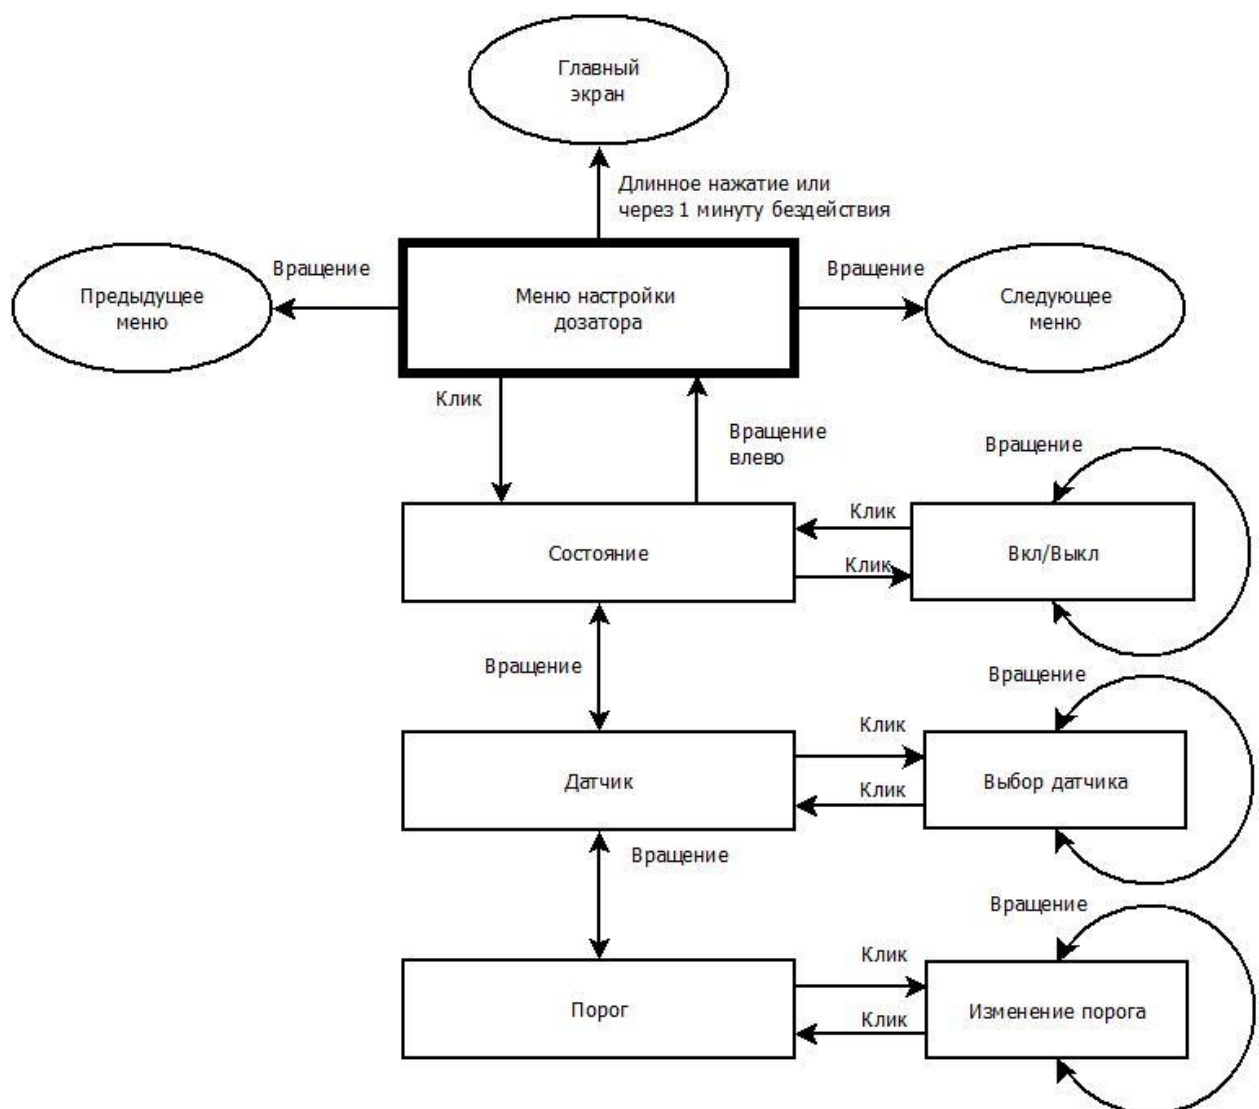 Главный
экран
Длинное нажатие или
через 1 минуту бездействия
Вращение
Вращение
Предыдущее
меню
Меню настройки
дозатора
Следующее
меню
Клик
Вращение
влево
Вращение
Клик
Состояние
Вкл/Выкл
Клик
Вращение
Вращение
Клик
Датчик
Выбор датчика
Клик
Вращение
Вращение
Клик
Порог
Изменение порога
Клик